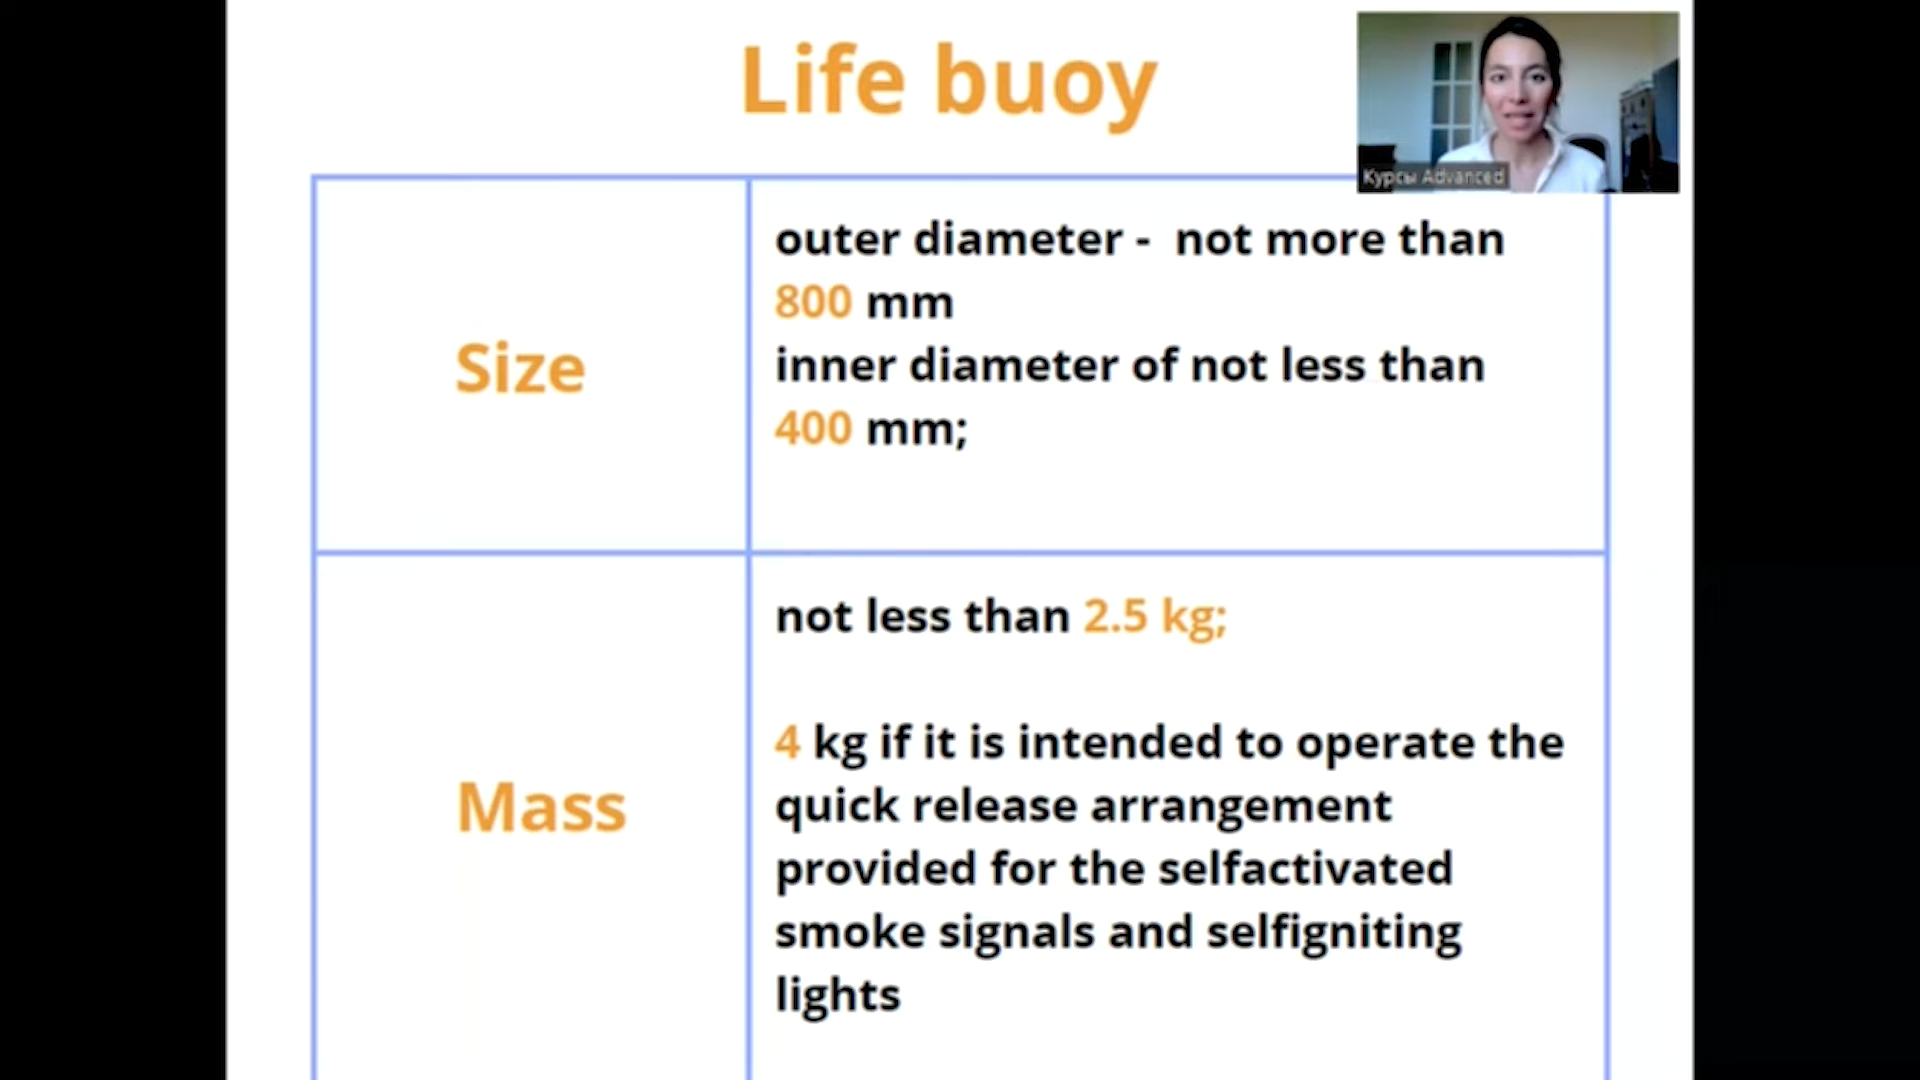 Life buoy
Курсы Advanced
Size
outer diameter - not more than
800 mm
inner diameter of not less than
400 mm;
Mass
not less than 2.5 kg;
4 kg if it is intended to operate the
quick release arrangement
provided for the selfactivated
smoke signals and selfigniting
lights